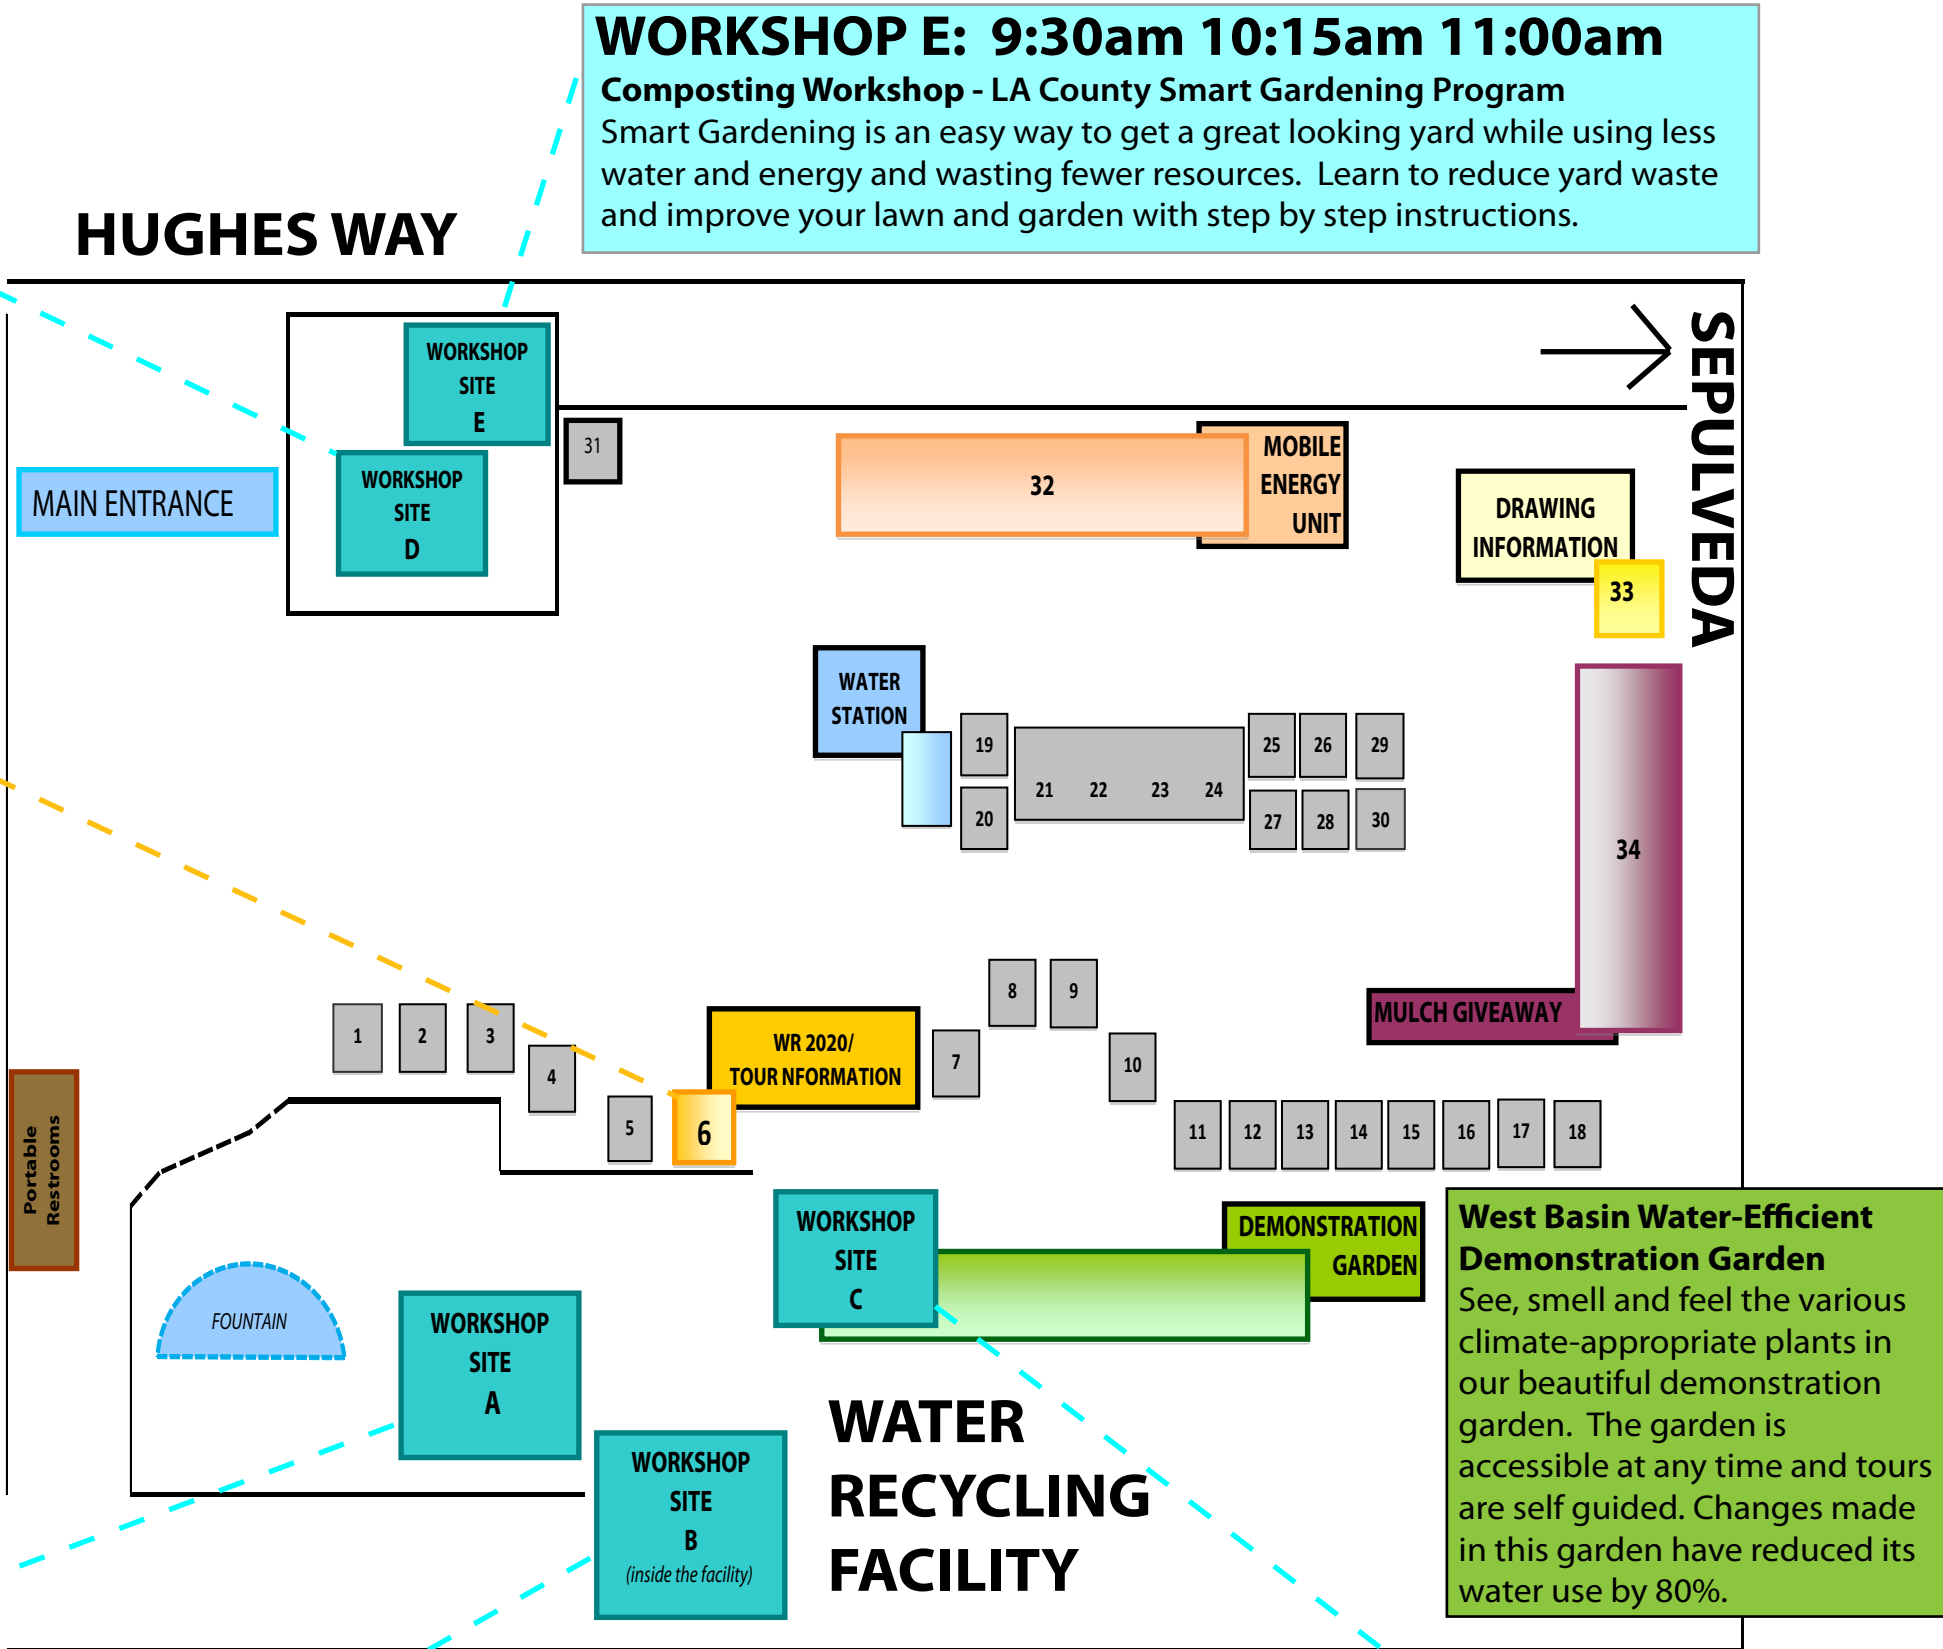 WORKSHOP E: 9:30am 10:15am 11:00am
Composting Workshop - LA County Smart Gardening Program
Smart Gardening is an easy way to get a great looking yard while using less
water and energy and wasting fewer resources. Learn to reduce yard waste
and improve your lawn and garden with step by step instructions.
HUGHES WAY
SEPULVEDA
WORKSHOP
SITE
E
31
MAIN ENTRANCE
WORKSHOP
SITE
D
32
MOBILE
ENERGY
UNIT
DRAWING
INFORMATION
33
WATER
STATION
19
20
21 22 23 24
25
26
29
27
28
30
34
MULCH GIVEAWAY
1
2
3
4
5
6
WR 2020/
TOUR NFORMATION
7
8
9
10
11
12
13
14
15
16
17
18
Portable
Restrooms
FOUNTAIN
WORKSHOP
SITE
A
WORKSHOP
SITE
B
(inside the facility)
WORKSHOP
SITE
C
DEMONSTRATION
GARDEN
WATER
RECYCLING
FACILITY
West Basin Water-Efficient
Demonstration Garden
See, smell and feel the various
climate-appropriate plants in
our beautiful demonstration
garden. The garden is
accessible at any time and tours
are self guided. Changes made
in this garden have reduced its
water use by 80%.